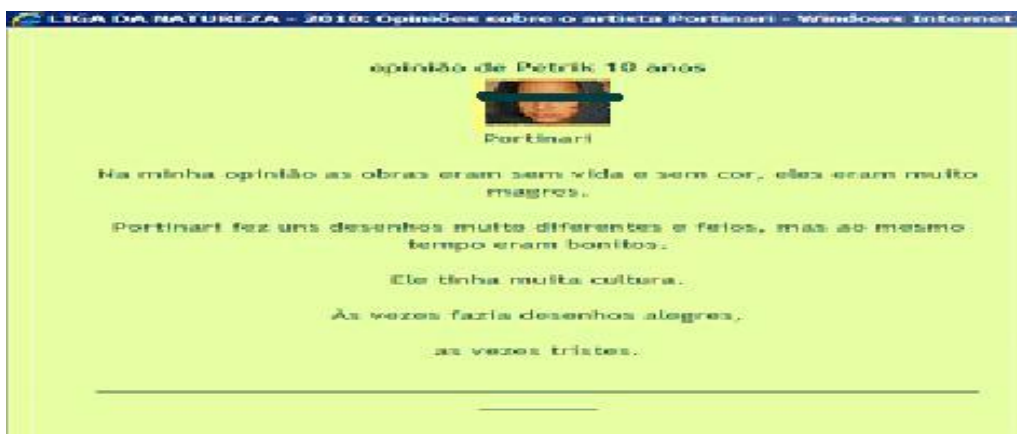 LIGA DA NATUREZA - 2010: Opiniões sobre o artista Portinari - Windows Internet
opinião de Petrik 10 anos
Portinari
Na minha opinião as obras eram sem vida e sem cor, eles eram muito
magres.
Portinari fez uns desenhos muito diferentes e feios, mas ao mesmo
tempo eram bonitos.
Ele tinha muita cultura.
Às vezes fazia desenhos alegres,
as vezes tristes.